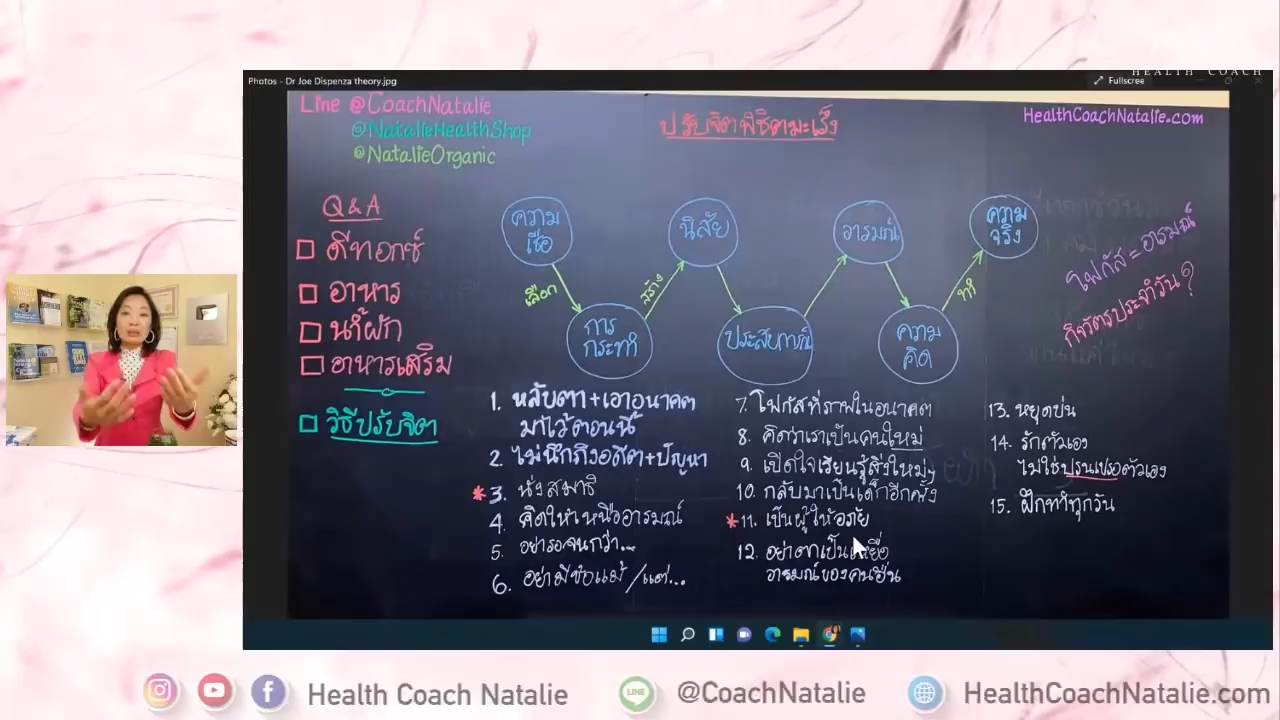 Photos - Dr Joe Dispenza theory.jpg
Fullscree
HEALTH COACH
Line @CoachNatalie
@NatalieHealthShop
@NatalieOrganic
ปรับจิตพิชิตมะเร็ง
HealthCoachNatalie.com
Q&A
ดีทอกซ์
อาหาร
น้ำผัก
อาหารเสริม
วิธีปรับจิต
ความ
เชื่อ
เลือก
การ
กระทำ
สร้าง
นิสัย
ประสบการณ์
อารมณ์
ความ
คิด
ทำ
ความ
จริง
โฟกัส = อารมณ์
กิจวัตรประจำวัน?
1. หลับตา+เอาอนาคต
มาไว้ตอนนี้
2. ไม่นึกถึงอดีต+ปัญหา
*3. นั่งสมาธิ
4. คิดให้เหนืออารมณ์
5. อย่ารอจนกว่า...
6. อย่ามีข้อแม้/แต่...
7. โฟกัสที่ภาพในอนาคต
8. คิดว่าเราเป็นคนใหม่
9. เปิดใจเรียนรู้สิ่งใหม่ๆ
10. กลับมาเป็นเด็กอีกครั้ง
*11. เป็นผู้ให้อภัย
12. อย่าตกเป็นเหยื่อ
อารมณ์ของคนอื่น
13. หยุดบ่น
14. รักตัวเอง
ไม่ใช่ปรนเปรอตัวเอง
15. ฝึกทำทุกวัน
Health Coach Natalie
LINE
@CoachNatalie
HealthCoachNatalie.com